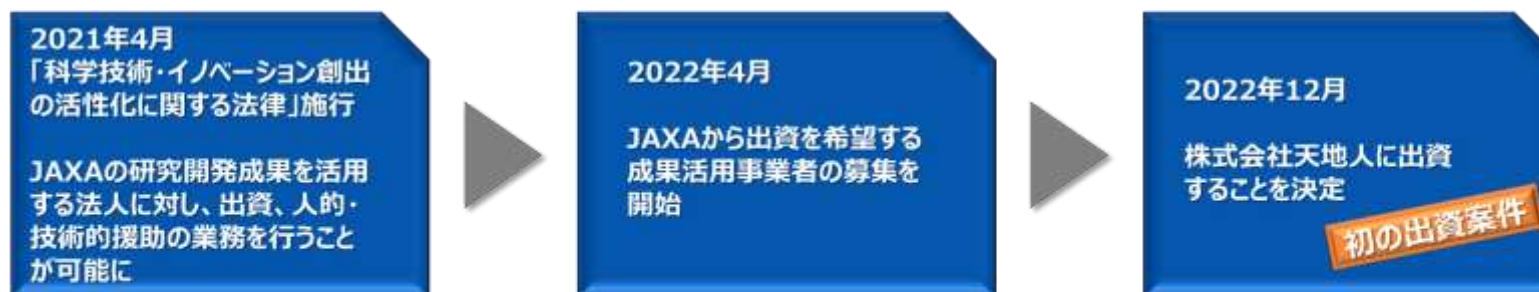 2021年4月
「科学技術・イノベーション創出
の活性化に関する法律」施行
JAXAの研究開発成果を活用
する法人に対し、出資、人的・
技術的援助の業務を行うこと
が可能に
2022年4月
JAXAから出資を希望する
成果活用事業者の募集を
開始
2022年12月
株式会社天地人に出資
することを決定
初の出資案件